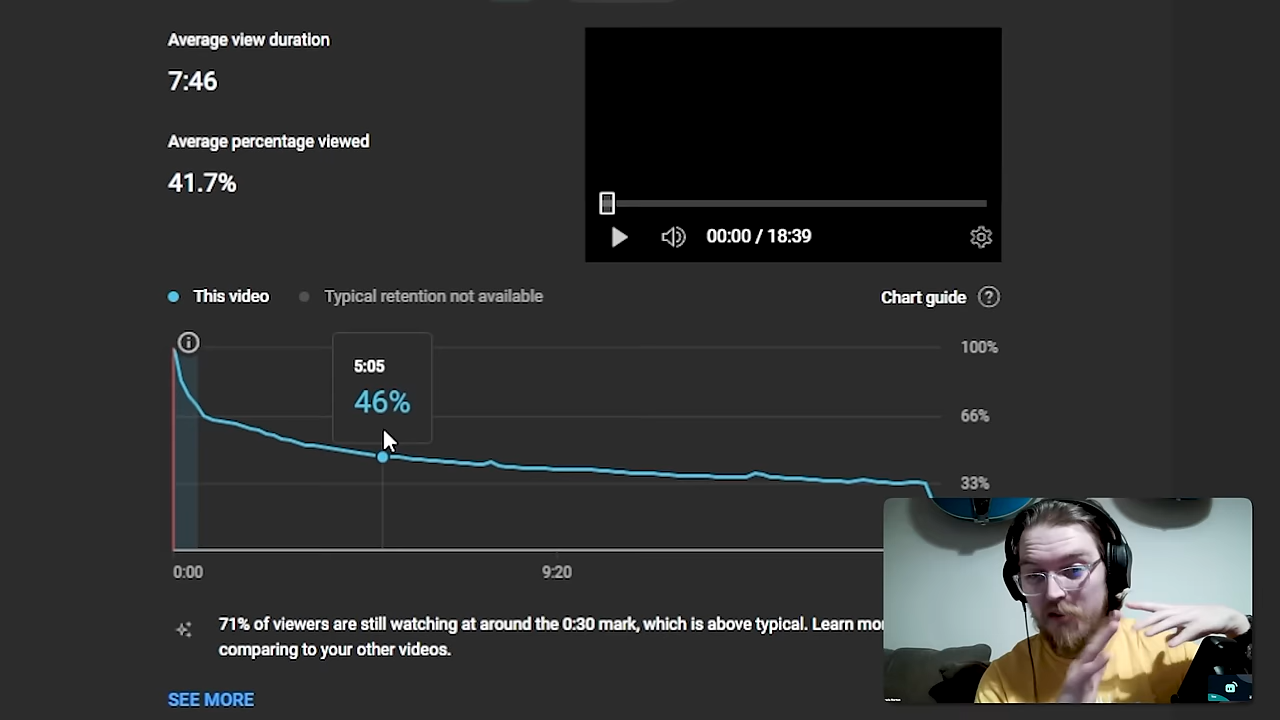 Average view duration
7:46
Average percentage viewed
41.7%
00:00 / 18:39
This video
Typical retention not available
Chart guide ?
5:05
46%
100%
66%
33%
0:00
9:20
71% of viewers are still watching at around the 0:30 mark, which is above typical. Learn mo
comparing to your other videos.
SEE MORE